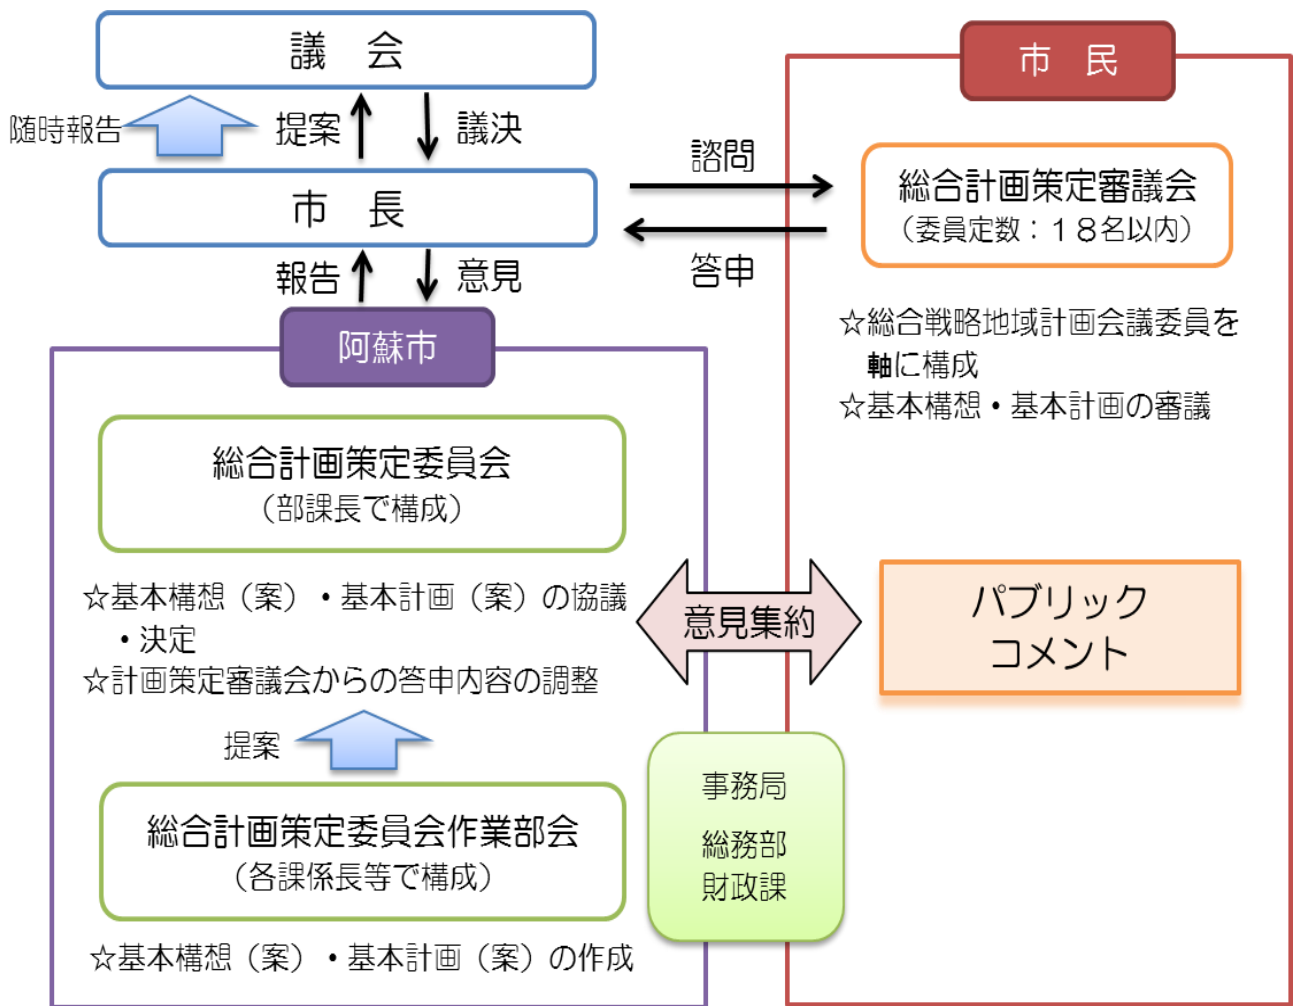 議　会
随時報告
提案
議決
市　長
報告
意見
諮問
答申
市　民
総合計画策定審議会
（委員定数：１８名以内）
☆総合戦略地域計画会議委員を
軸に構成
☆基本構想・基本計画の審議
阿蘇市
総合計画策定委員会
（部課長で構成）
☆基本構想（案）・基本計画（案）の協議
・決定
☆計画策定審議会からの答申内容の調整
意見集約
パブリック
コメント
提案
総合計画策定委員会作業部会
（各課係長等で構成）
☆基本構想（案）・基本計画（案）の作成
事務局
総務部
財政課